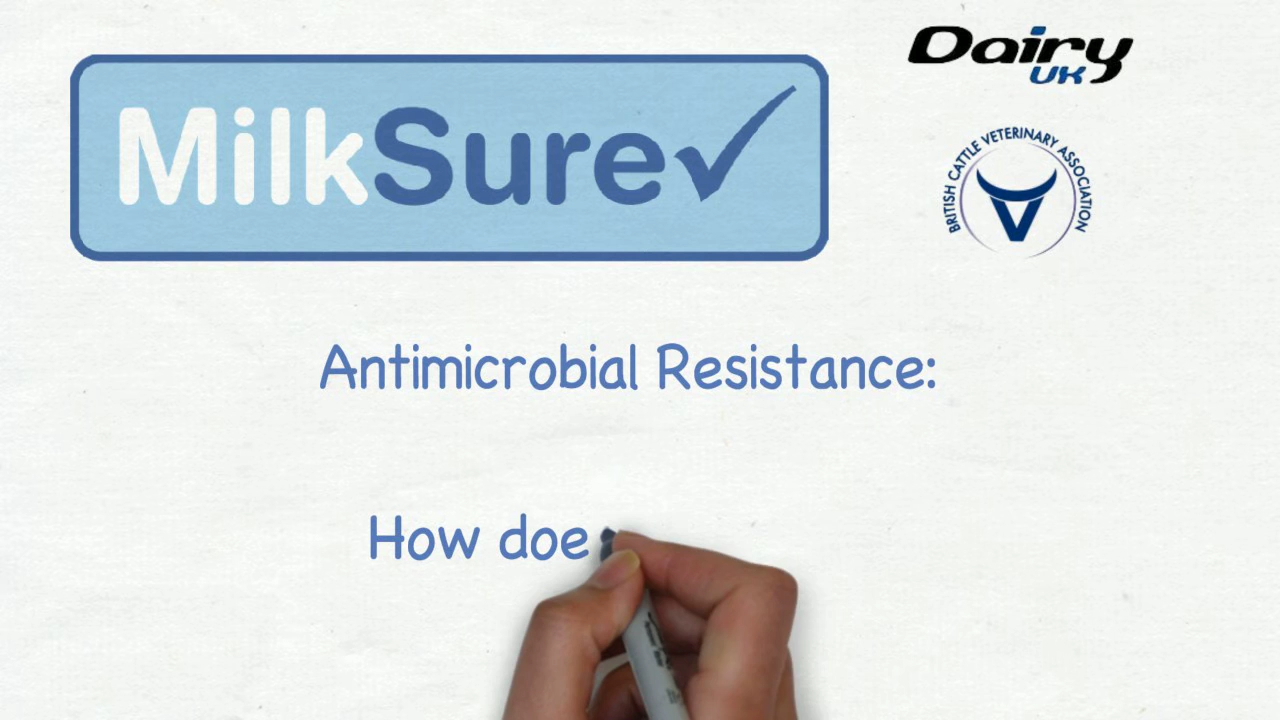 MilkSure
Dairy
UK
BRITISH CATTLE VETERINARY ASSOCIATION
Antimicrobial Resistance:
How doe